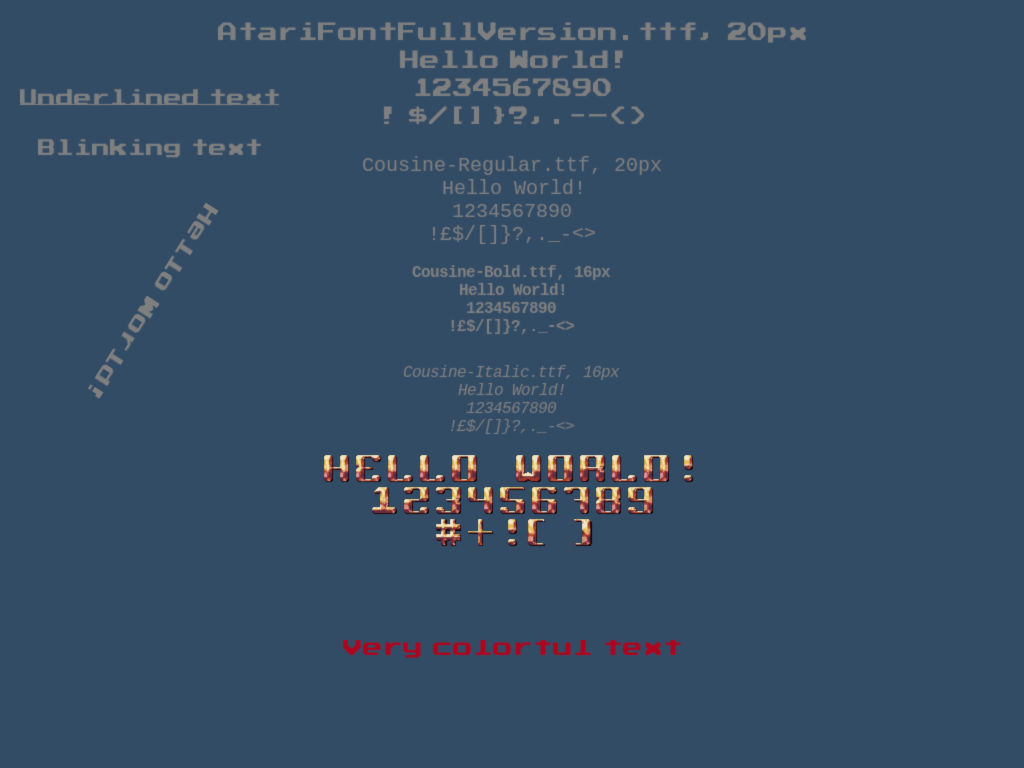 AtariFontFullVersion.ttf, 20px
Hello World!
1234567890
! $/[]}?,.-—<>
Underlined text
Blinking text
Cousine-Regular.ttf, 20px
Hello World!
1234567890
!£$/[]}?,._-<>
Hello World!
Cousine-Bold.ttf, 16px
Hello World!
1234567890
!£$/[]}?,._-<>
Cousine-Italic.ttf, 16px
Hello World!
1234567890
!£$/[]}?,._-<>
HELLO WORLD!
123456789
#+![ ]
Very colorful text